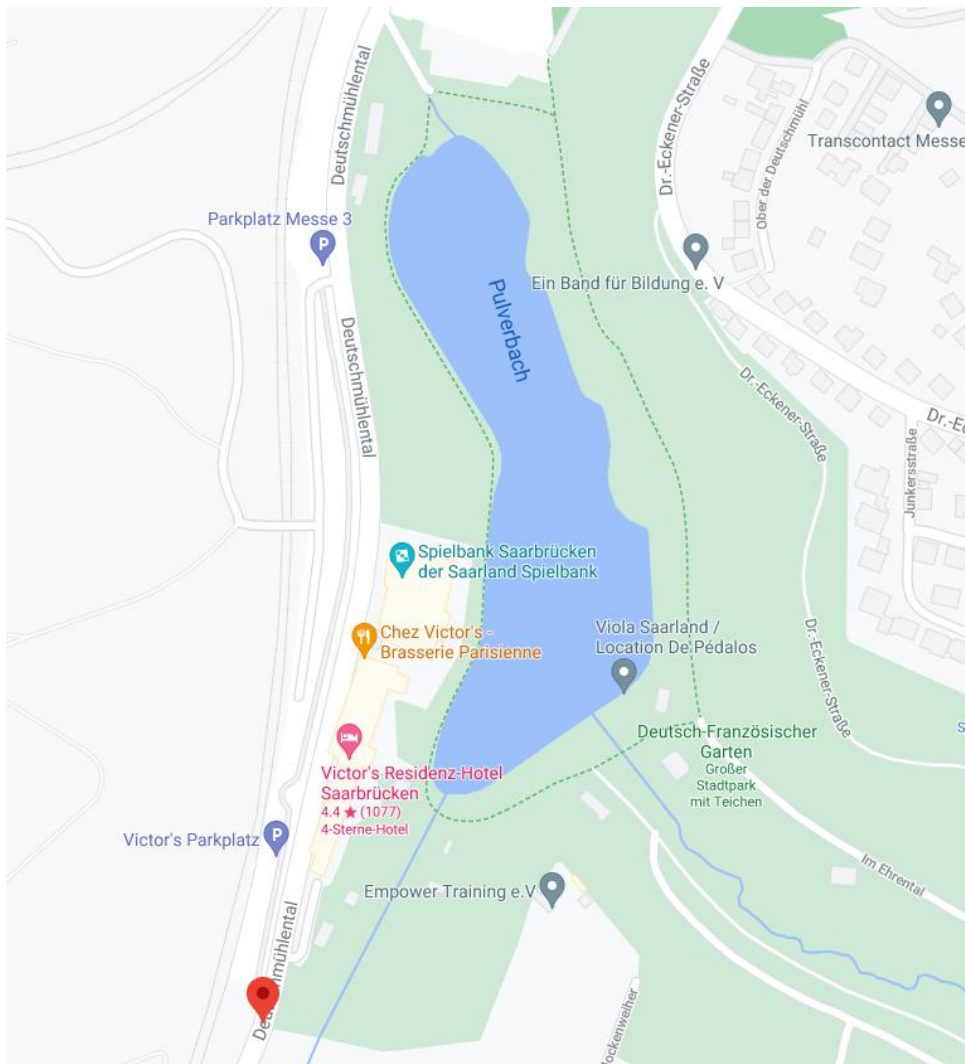 Deutschmühlental
Dr.-Eckener-Straße
Ober der Deutschmühl
Transcontact Messe
Parkplatz Messe 3
P
Ein Band für Bildung e. V
Pulverbach
Deutschmühlental
Dr.-Eckener-Straße
Dr.-Ecken
Junkersstraße
Spielbank Saarbrücken
der Saarland Spielbank
Chez Victor's -
Brasserie Parisienne
Viola Saarland /
Location De Pédalos
Dr.-Eckener-Straße
Deutsch-Französischer
Garten
Großer
Stadtpark
mit Teichen
S
Victor's Residenz-Hotel
Saarbrücken
4.4 ★ (1077)
4-Sterne-Hotel
Victor's Parkplatz
P
Im Ehrental
Empower Training e.V
Deutschmühlental
lockenweiher